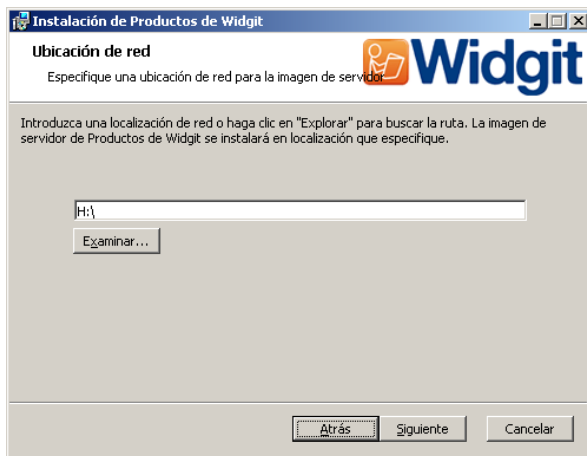 Instalación de Productos de Widgit
Ubicación de red
Especifique una ubicación de red para la imagen de servidor
Widgit
Introduzca una localización de red o haga clic en "Explorar" para buscar la ruta. La imagen de
servidor de Productos de Widgit se instalará en localización que especifique.
H:\
Examinar...
Atrás
Siguiente
Cancelar